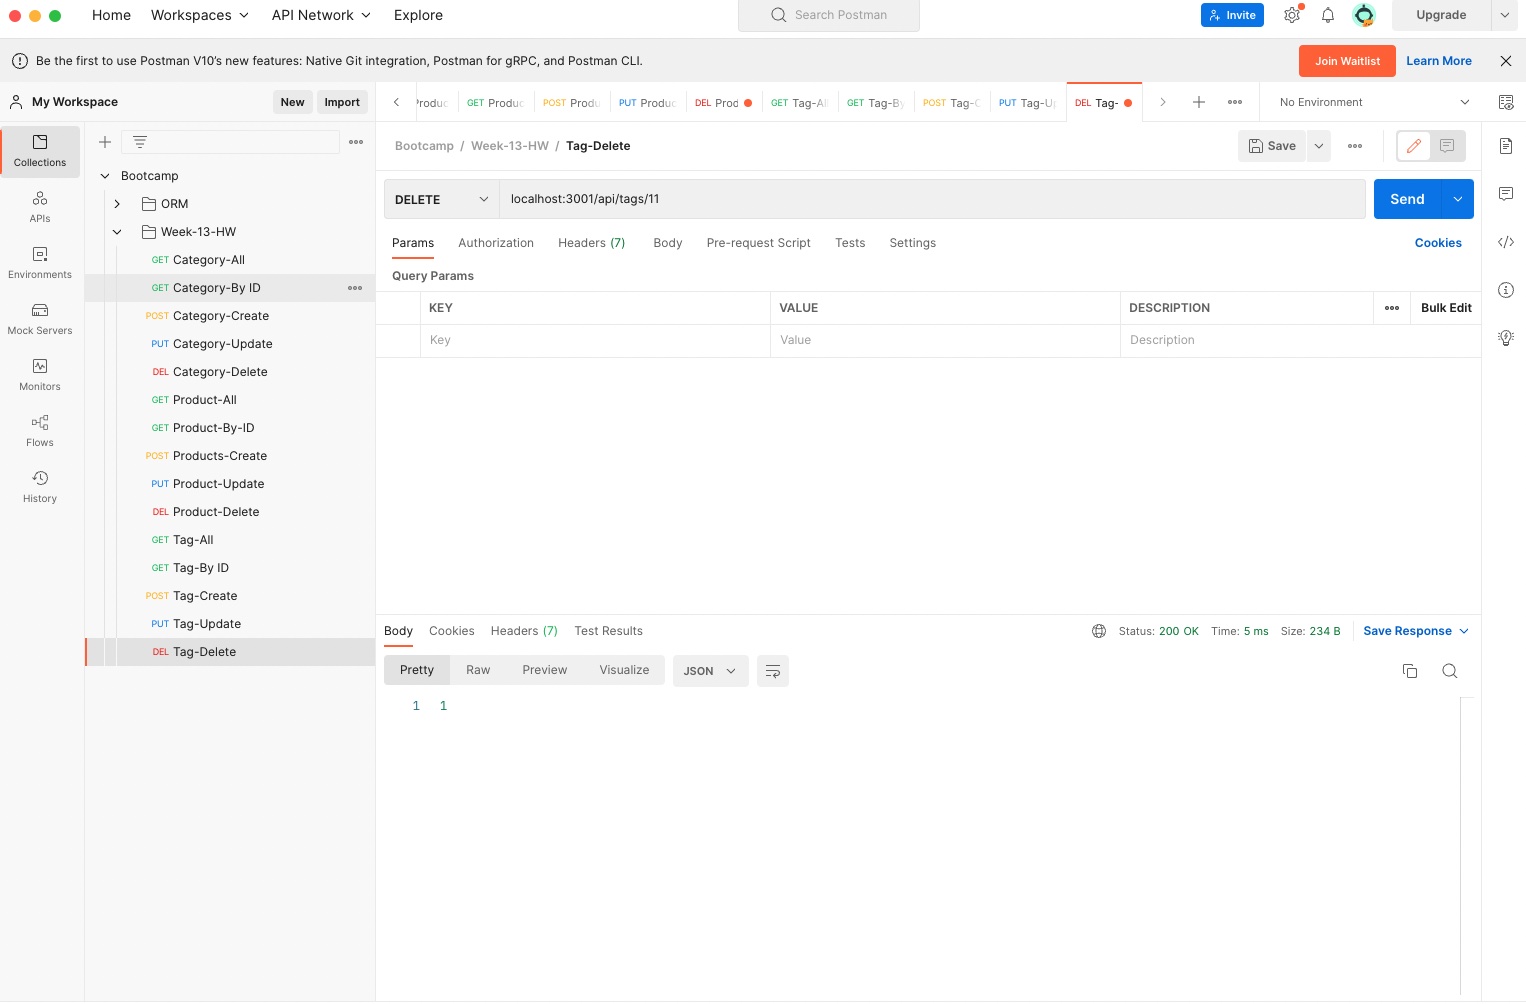 Home Workspaces API Network Explore Search Postman Invite Upgrade
Be the first to use Postman V10's new features: Native Git integration, Postman for gRPC, and Postman CLI. Join Waitlist Learn More
My Workspace New Import
Produc GET Produc POST Produ PUT Produc DEL Prod GET Tag-Al GET Tag-By POST Tag-C PUT Tag-Up DEL Tag- No Environment
Collections
APIs
Environments
Mock Servers
Monitors
Flows
History
Bootcamp
ORM
Week-13-HW
GET Category-All
GET Category-By ID
POST Category-Create
PUT Category-Update
DEL Category-Delete
GET Product-All
GET Product-By-ID
POST Products-Create
PUT Product-Update
DEL Product-Delete
GET Tag-All
GET Tag-By ID
POST Tag-Create
PUT Tag-Update
DEL Tag-Delete
Bootcamp / Week-13-HW / Tag-Delete Save
DELETE localhost:3001/api/tags/11 Send
Params Authorization Headers (7) Body Pre-request Script Tests Settings Cookies
Query Params
KEY VALUE DESCRIPTION Bulk Edit
Key Value Description
Body Cookies Headers (7) Test Results Status: 200 OK Time: 5 ms Size: 234 B Save Response
Pretty Raw Preview Visualize JSON
1 1